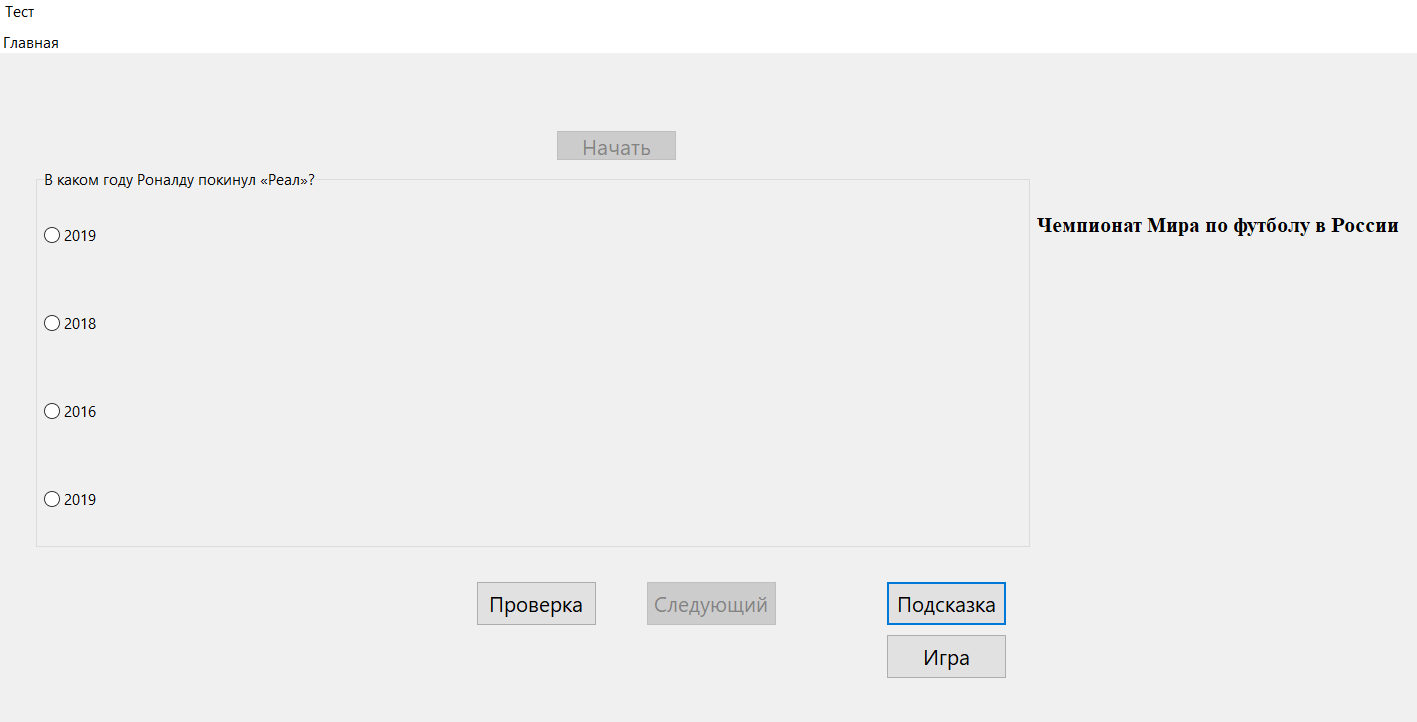 Тест
Главная
Начать
В каком году Роналду покинул «Реал»?
2019
Чемпионат Мира по футболу в России
2018
2016
2019
Проверка
Следующий
Подсказка
Игра